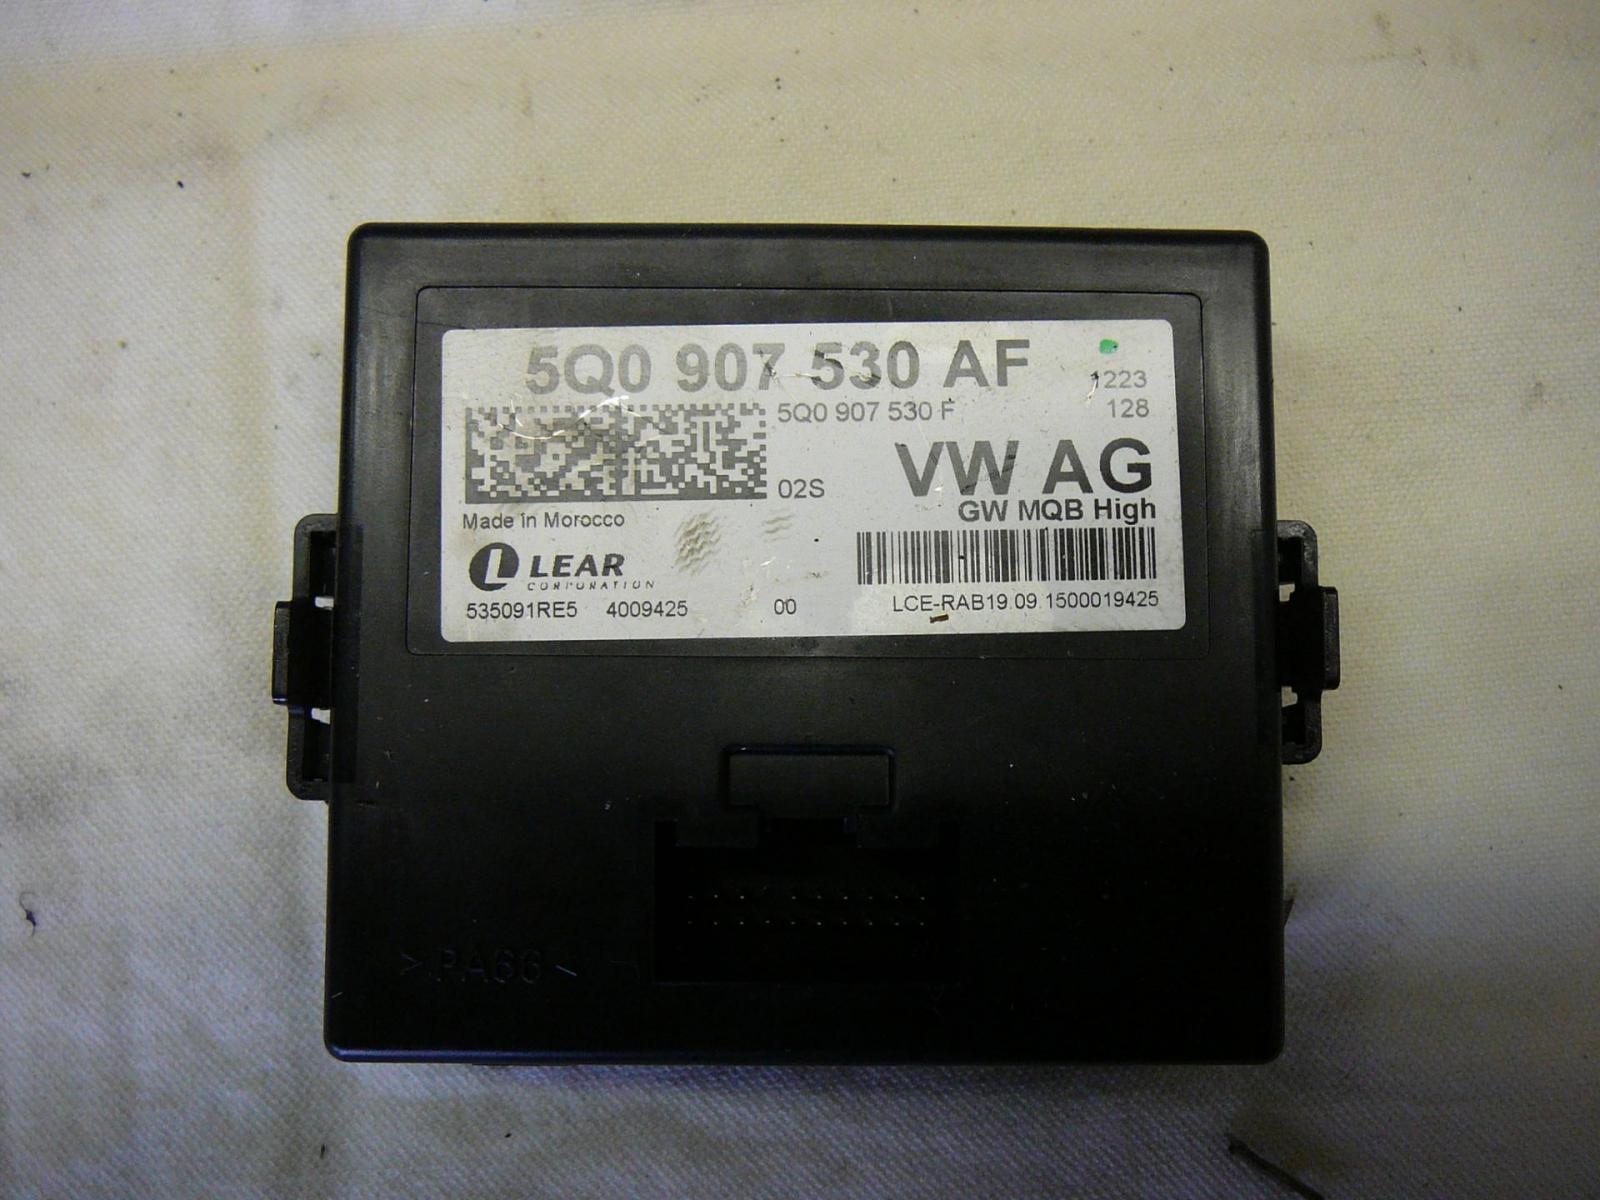 5Q0 907 530 AF
1223
5Q0 907 530 F
128
VW AG
02S
GW MQB High
Made in Morocco
L LEAR
CORPORATION
535091RE5 4009425 00
LCE-RAB19.09.1500019425
>PA66<